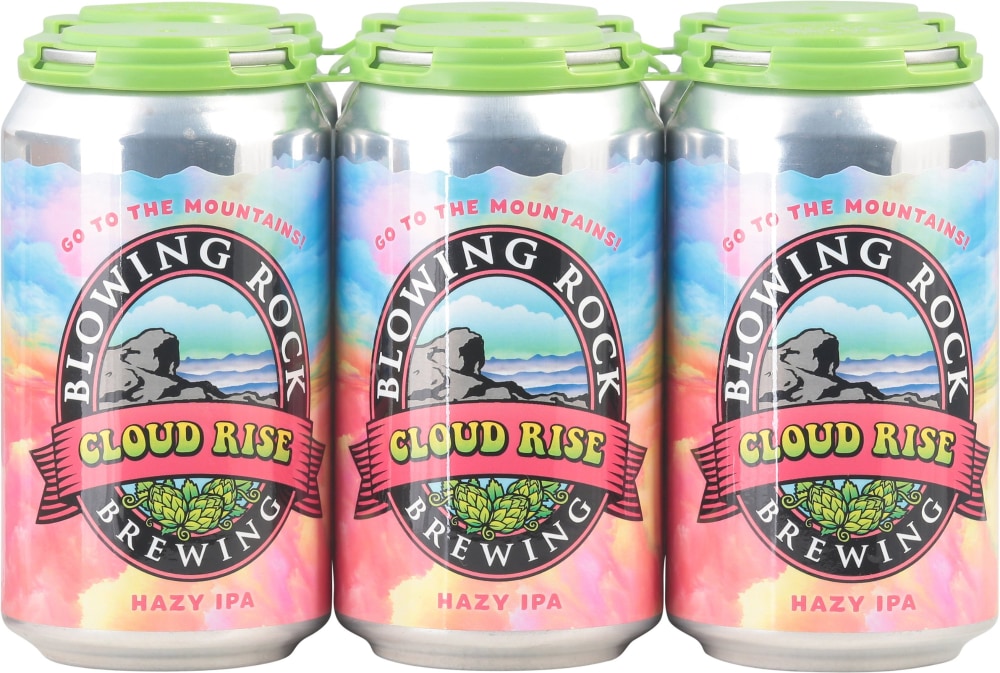 GO TO THE MOUNTAINS!
BLOWING ROCK
CLOUD RISE
BREWING
HAZY IPA
GO TO THE MOUNTAINS!
BLOWING ROCK
CLOUD RISE
BREWING
HAZY IPA
GO TO THE MOUNTAINS!
BLOWING ROCK
CLOUD RISE
BREWING
HAZY IPA